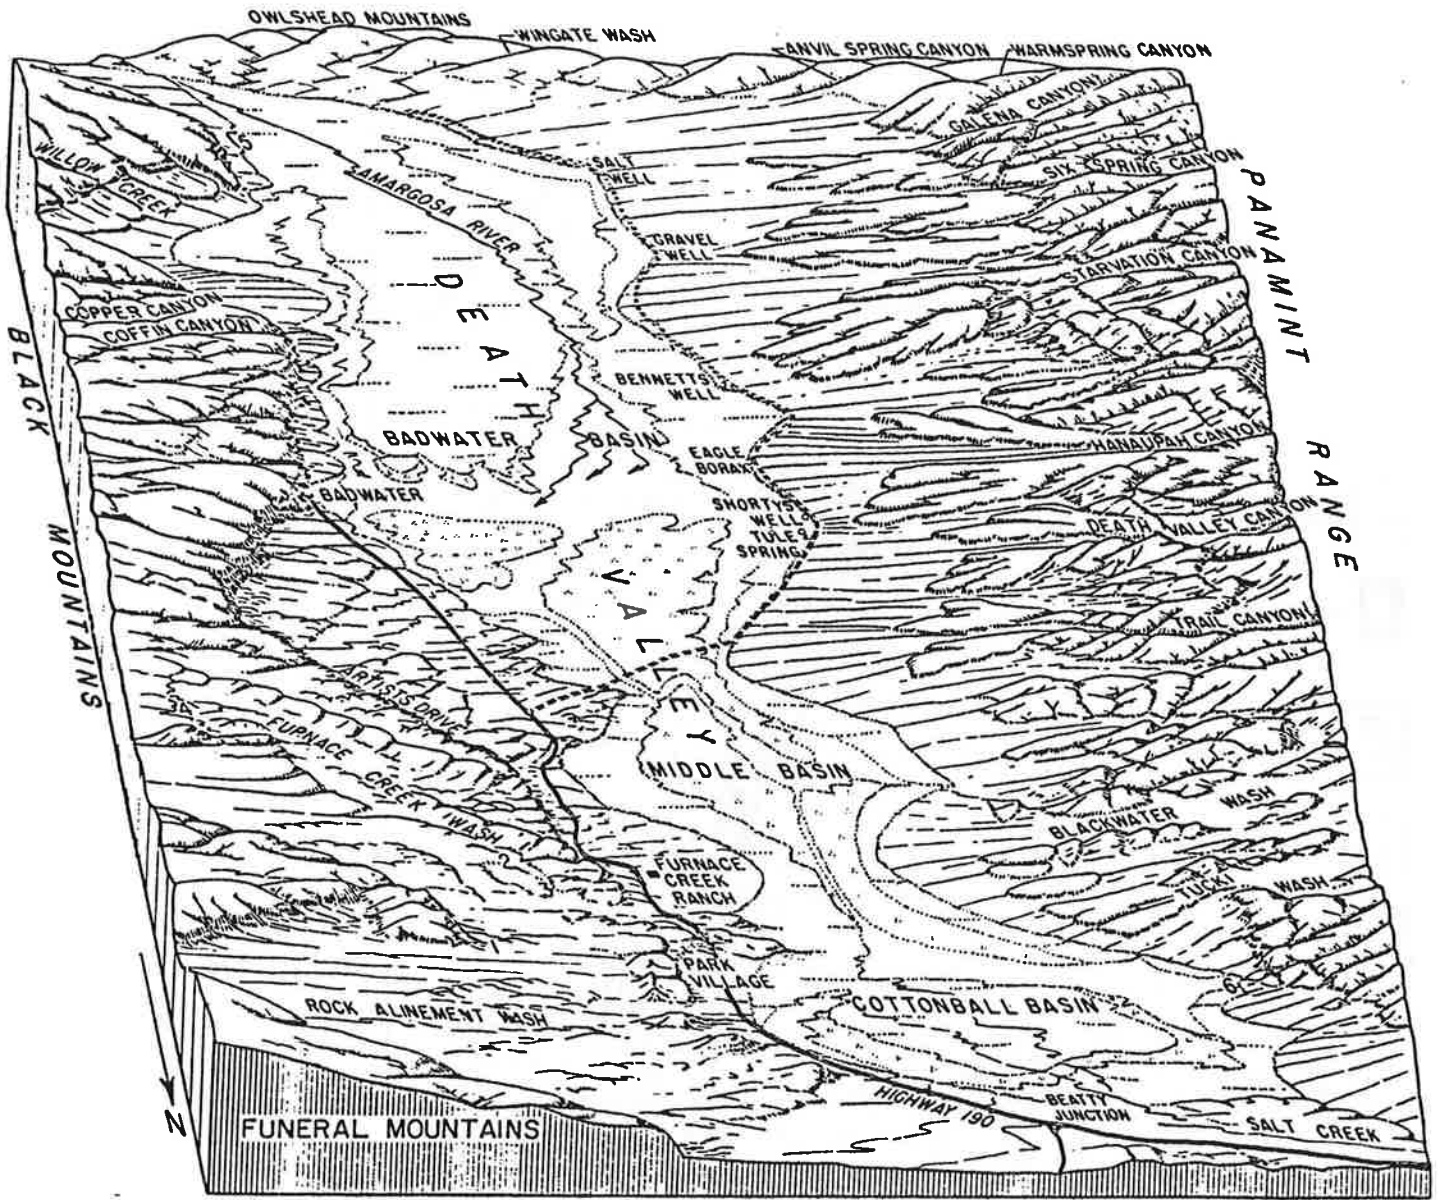 OWLSHEAD MOUNTAINS
WINGATE WASH
ANVIL SPRING CANYON
WARMSPRING CANYON
GALENA CANYON
WILLOW
CREEK
SALT
WELL
SIX SPRING CANYON
AMARGOSA RIVER
GRAVEL
WELL
PANAMINT RANGE
STARVATION CANYON
DEATH VALLEY
COPPER CANYON
COFFIN CANYON
BLACK MOUNTAINS
BENNETTS
WELL
BADWATER BASIN
HANAUPAH CANYON
EAGLE
BORAX
BADWATER
SHORTYS
WELL
TULE
SPRING
DEATH VALLEY CANYON
TRAIL CANYON
ARTISTS DRIVE
FURNACE CREEK WASH
MIDDLE BASIN
BLACKWATER WASH
FURNACE
CREEK
RANCH
TUCKI WASH
PARK
VILLAGE
ROCK ALINEMENT WASH
COTTONBALL BASIN
HIGHWAY 190
BEATTY
JUNCTION
SALT CREEK
N
FUNERAL MOUNTAINS